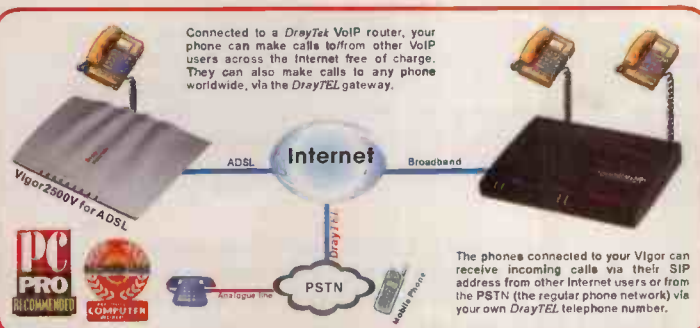 Connected to a DrayTek VoIP router, your
phone can make calls to/from other VoIP
users across the Internet free of charge.
They can also make calls to any phone
worldwide, via the DrayTEL gateway.
Vigor2500V for ADSL
ADSL
Internet
Broadband
DrayTEL
PC
PRO
RECOMMENDED
COMPUTER
Analogue line
PSTN
Mobile Phone
The phones connected to your Vigor can
receive incoming calls via their SIP
address from other Internet users or from
the PSTN (the regular phone network) via
your own DrayTEL telephone number.